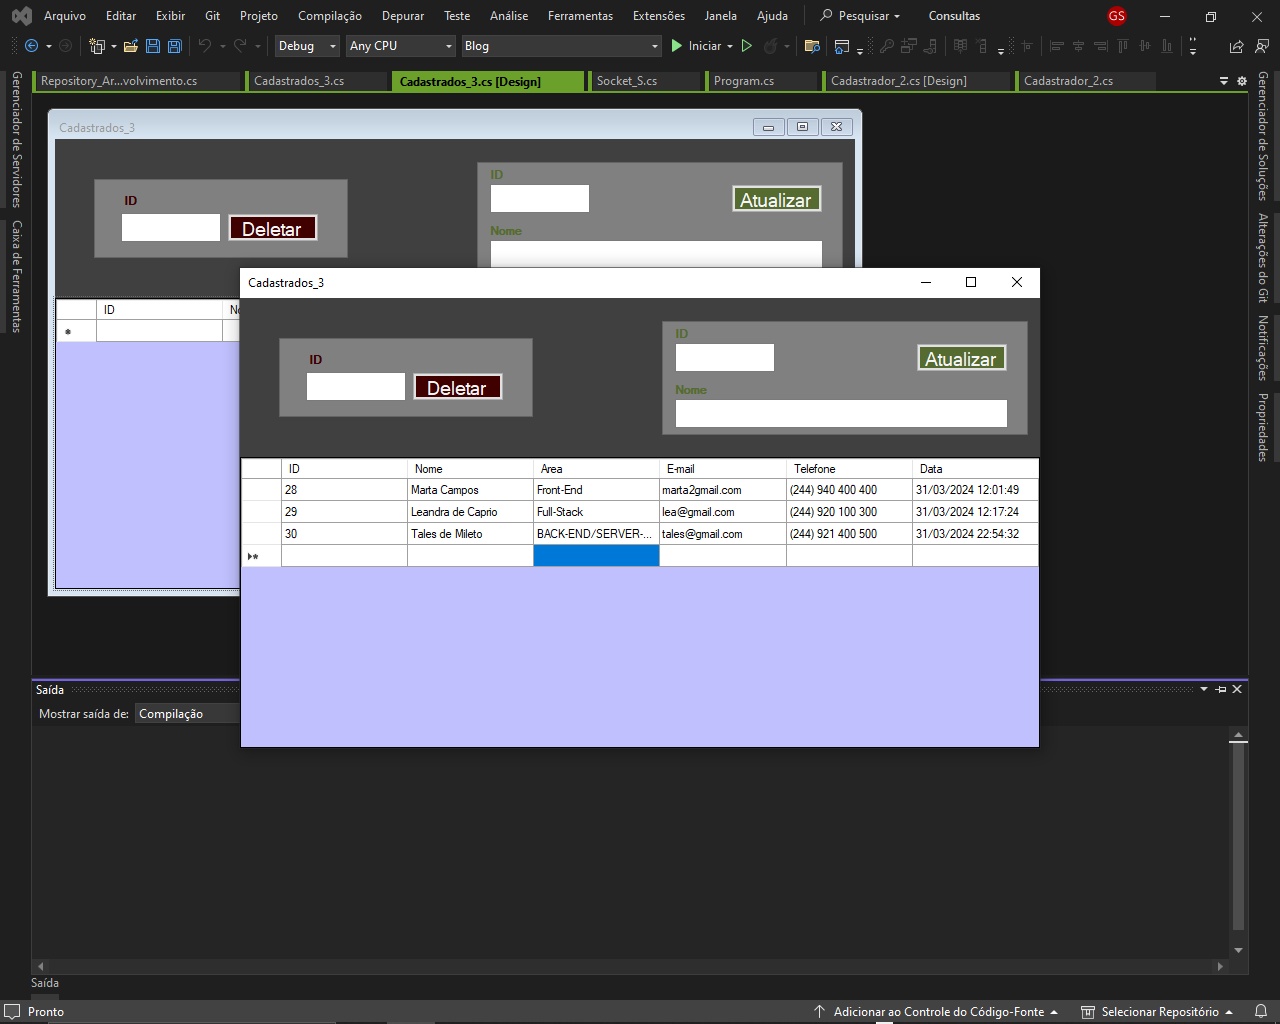 Arquivo Editar Exibir Git Projeto Compilação Depurar Teste Análise Ferramentas Extensões Janela Ajuda Pesquisar Consultas GS
Debug Any CPU Blog Iniciar
Repository_Ar...volvimento.cs Cadastrados_3.cs Cadastrados_3.cs [Design] Socket_S.cs Program.cs Cadastrador_2.cs [Design] Cadastrador_2.cs
Gerenciador de Servidores
Caixa de Ferramentas
Cadastrados_3
ID
Deletar
ID
Atualizar
Nome
ID No
Cadastrados_3
ID
Deletar
ID
Atualizar
Nome
ID Nome Area E-mail Telefone Data
28 Marta Campos Front-End marta2gmail.com (244) 940 400 400 31/03/2024 12:01:49
29 Leandra de Caprio Full-Stack lea@gmail.com (244) 920 100 300 31/03/2024 12:17:24
30 Tales de Mileto BACK-END/SERVER-... tales@gmail.com (244) 921 400 500 31/03/2024 22:54:32
Gerenciador de Soluções
Alterações do Git
Notificações
Propriedades
Saída
Mostrar saída de: Compilação
Saída
Pronto Adicionar ao Controle do Código-Fonte Selecionar Repositório